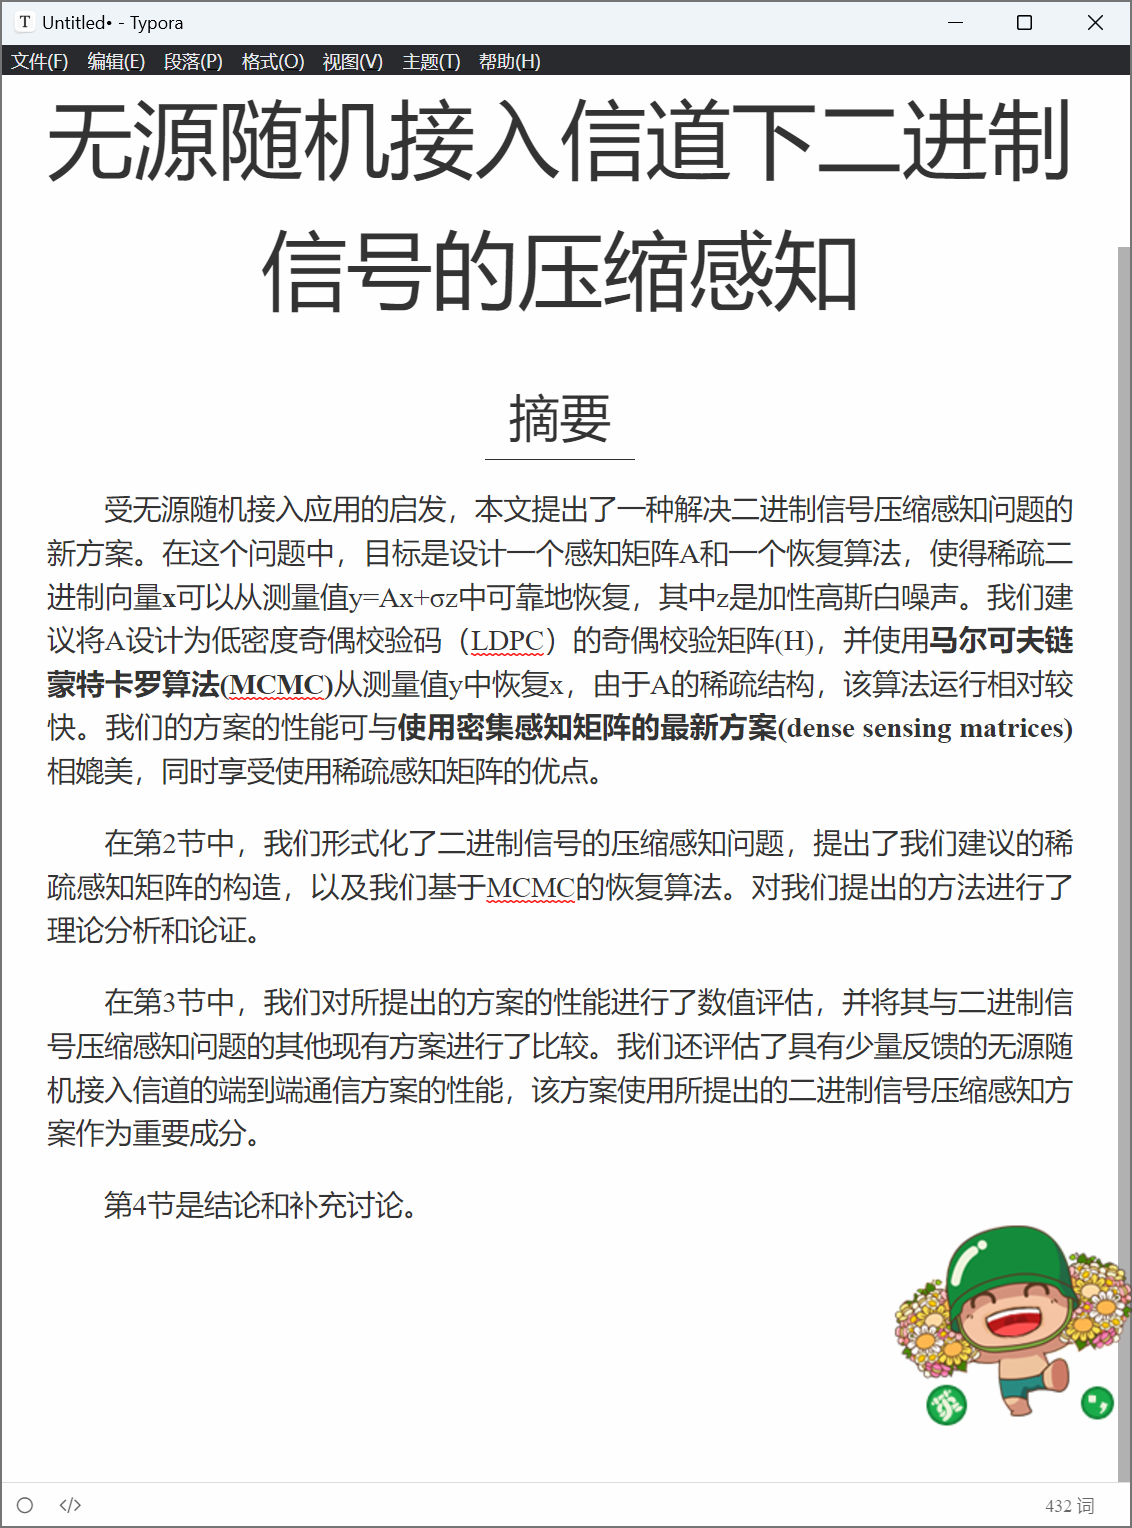 T Untitled• - Typora
文件(F) 编辑(E) 段落(P) 格式(O) 视图(V) 主题(T) 帮助(H)
无源随机接入信道下二进制
信号的压缩感知
摘要
受无源随机接入应用的启发，本文提出了一种解决二进制信号压缩感知问题的
新方案。在这个问题中，目标是设计一个感知矩阵A和一个恢复算法，使得稀疏二
进制向量x可以从测量值y=Ax+σz中可靠地恢复，其中z是加性高斯白噪声。我们建
议将A设计为低密度奇偶校验码（LDPC）的奇偶校验矩阵(H)，并使用马尔可夫链
蒙特卡罗算法(MCMC)从测量值y中恢复x，由于A的稀疏结构，该算法运行相对较
快。我们的方案的性能可与使用密集感知矩阵的最新方案(dense sensing matrices)
相媲美，同时享受使用稀疏感知矩阵的优点。
在第2节中，我们形式化了二进制信号的压缩感知问题，提出了我们建议的稀
疏感知矩阵的构造，以及我们基于MCMC的恢复算法。对我们提出的方法进行了
理论分析和论证。
在第3节中，我们对所提出的方案的性能进行了数值评估，并将其与二进制信
号压缩感知问题的其他现有方案进行了比较。我们还评估了具有少量反馈的无源随
机接入信道的端到端通信方案的性能，该方案使用所提出的二进制信号压缩感知方
案作为重要成分。
第4节是结论和补充讨论。
英
</> 432 词